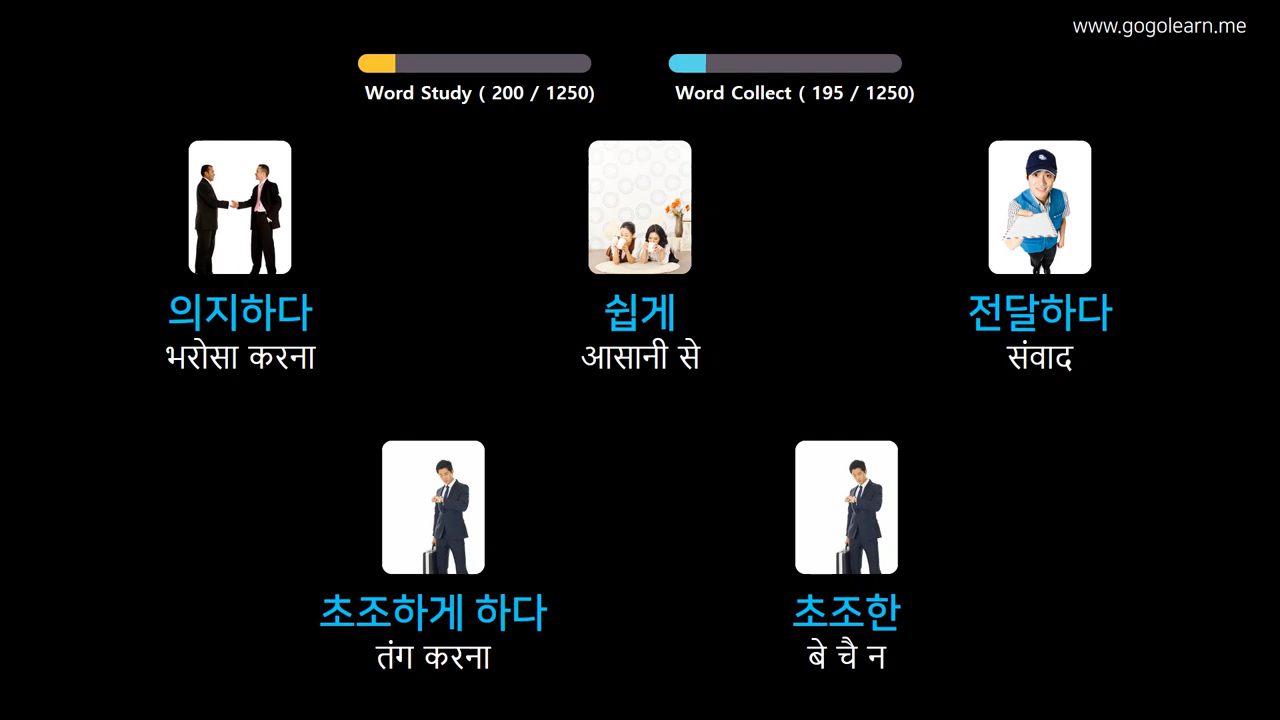 www.gogolearn.me
Word Study ( 200 / 1250)
Word Collect ( 195 / 1250)
의지하다
भरोसा करना
쉽게
आसानी से
전달하다
संवाद
초조하게 하다
तंग करना
초조한
बे चै न